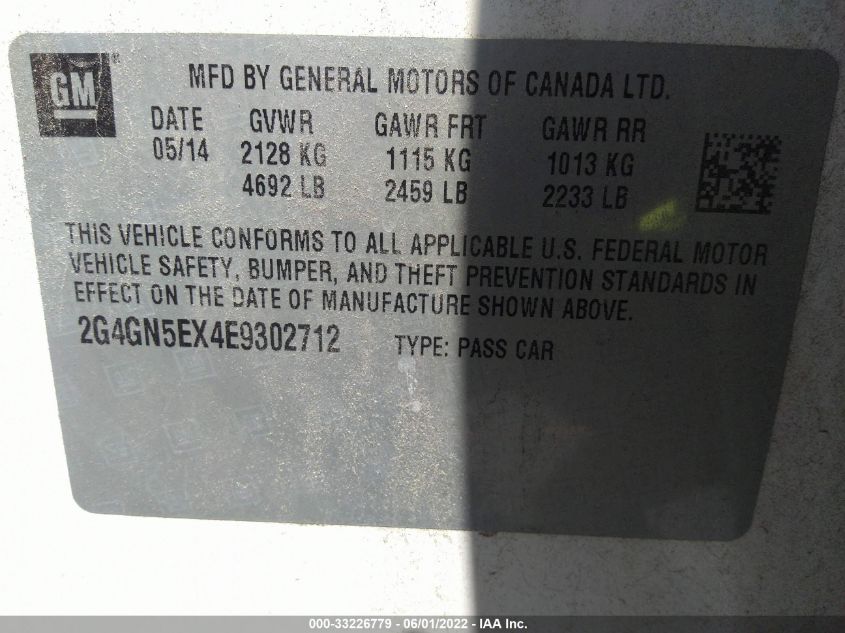 GM®
MFD BY GENERAL MOTORS OF CANADA LTD.
DATE GVWR GAWR FRT GAWR RR
05/14 2128 KG 1115 KG 1013 KG
4692 LB 2459 LB 2233 LB
THIS VEHICLE CONFORMS TO ALL APPLICABLE U.S. FEDERAL MOTOR
VEHICLE SAFETY, BUMPER, AND THEFT PREVENTION STANDARDS IN
EFFECT ON THE DATE OF MANUFACTURE SHOWN ABOVE.
2G4GN5EX4E9302712 TYPE: PASS CAR
000-33226779 - 06/01/2022 - IAA Inc.